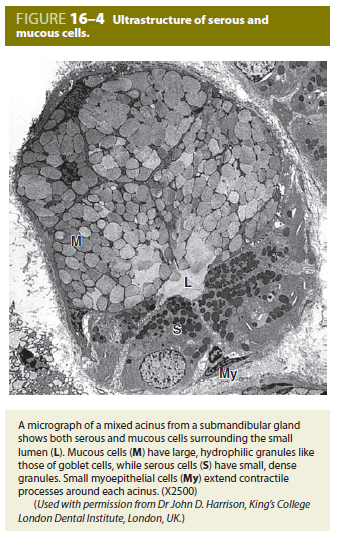 FIGURE 16–4 Ultrastructure of serous and
mucous cells.
M
L
S
My
A micrograph of a mixed acinus from a submandibular gland
shows both serous and mucous cells surrounding the small
lumen (L). Mucous cells (M) have large, hydrophilic granules like
those of goblet cells, while serous cells (S) have small, dense
granules. Small myoepithelial cells (My) extend contractile
processes around each acinus. (X2500)
(Used with permission from Dr John D. Harrison, King's College
London Dental Institute, London, UK.)